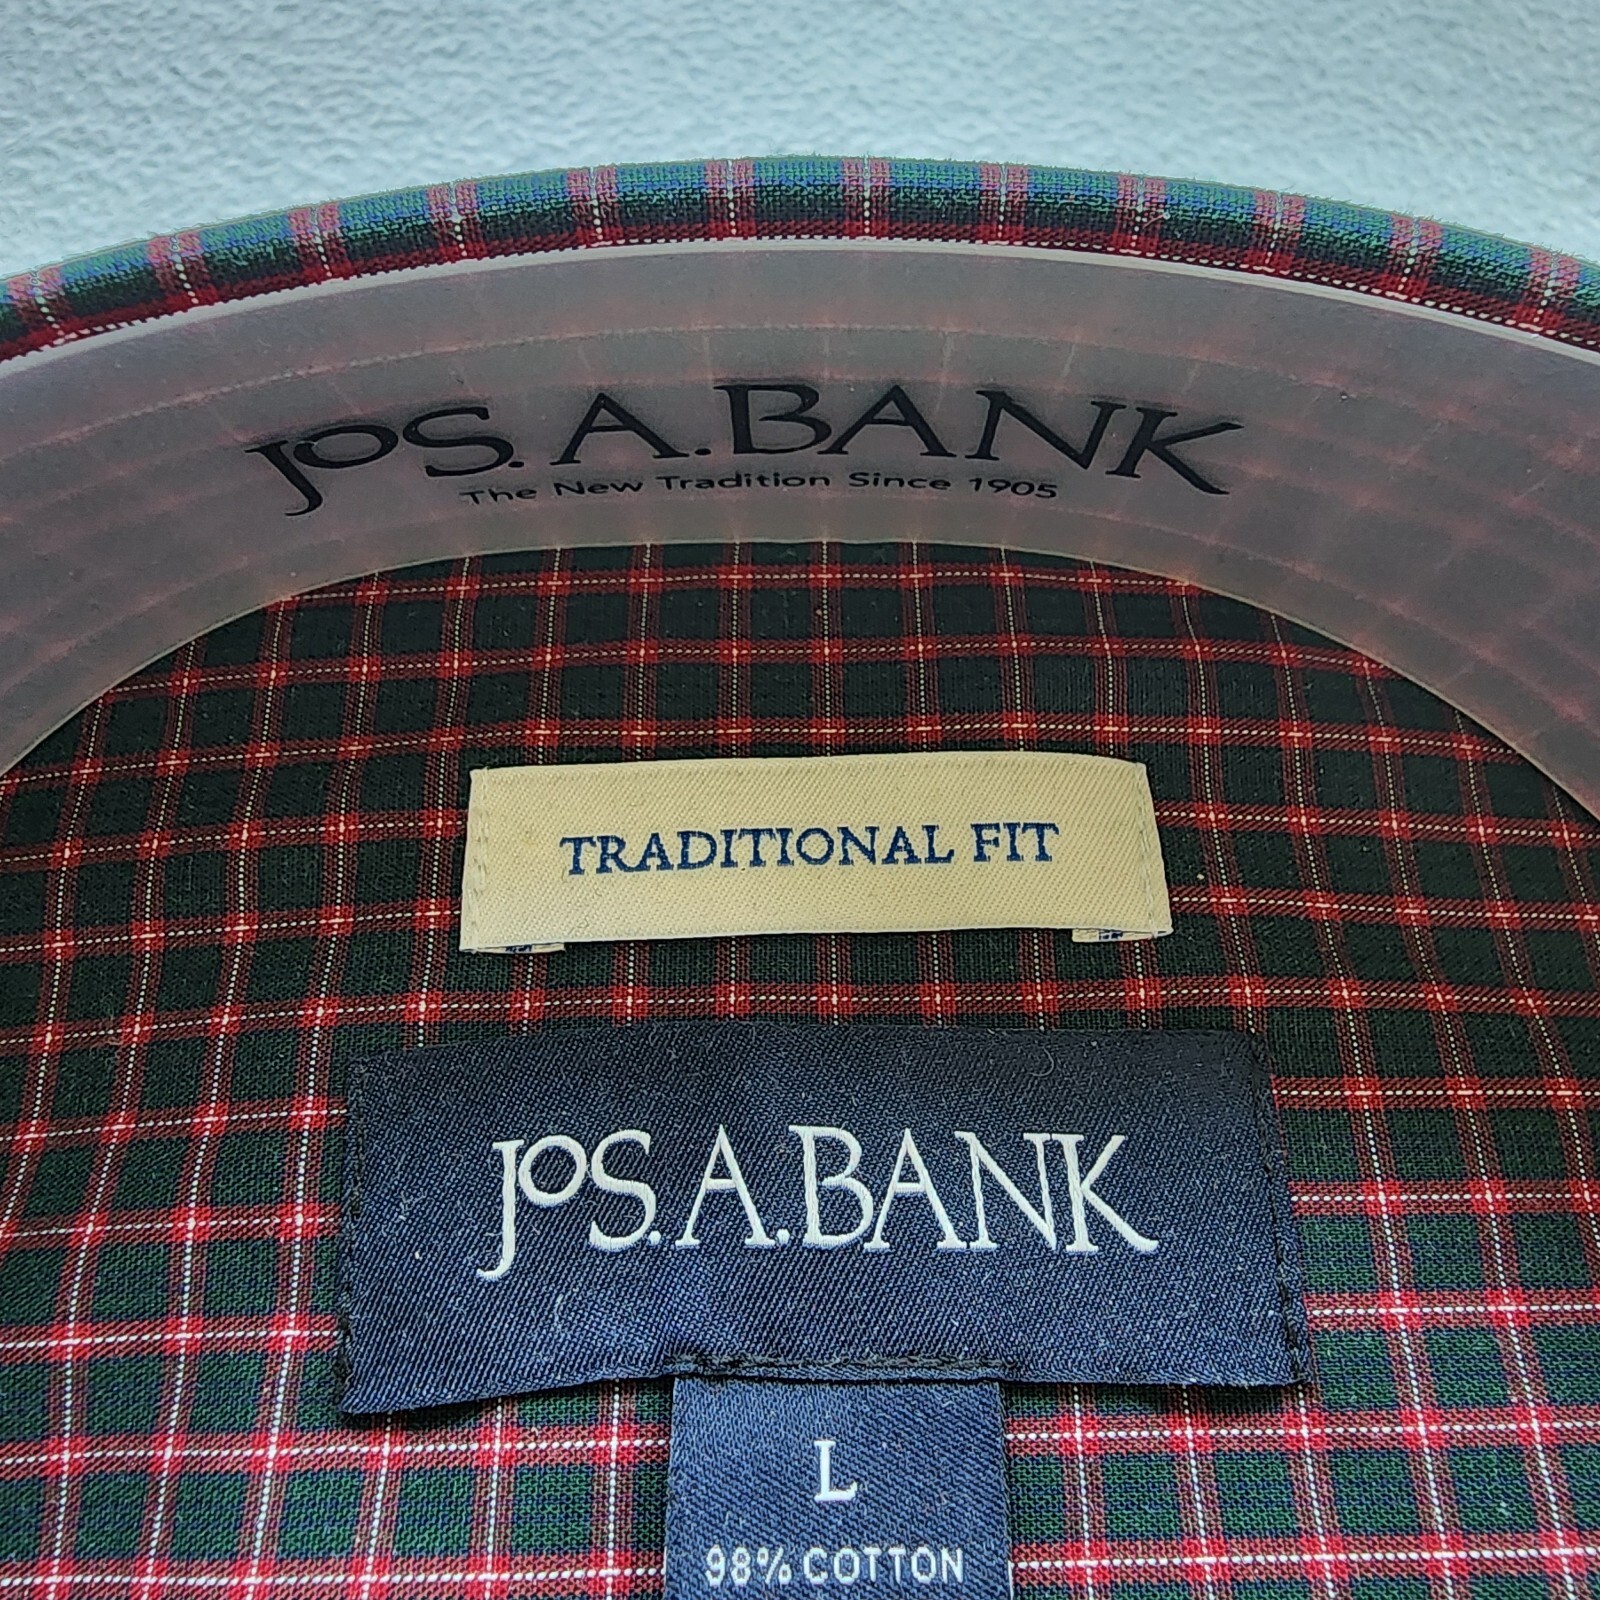 JOS. A. BANK
The New Tradition Since 1905
TRADITIONAL FIT
JOS. A. BANK
L
98% COTTON